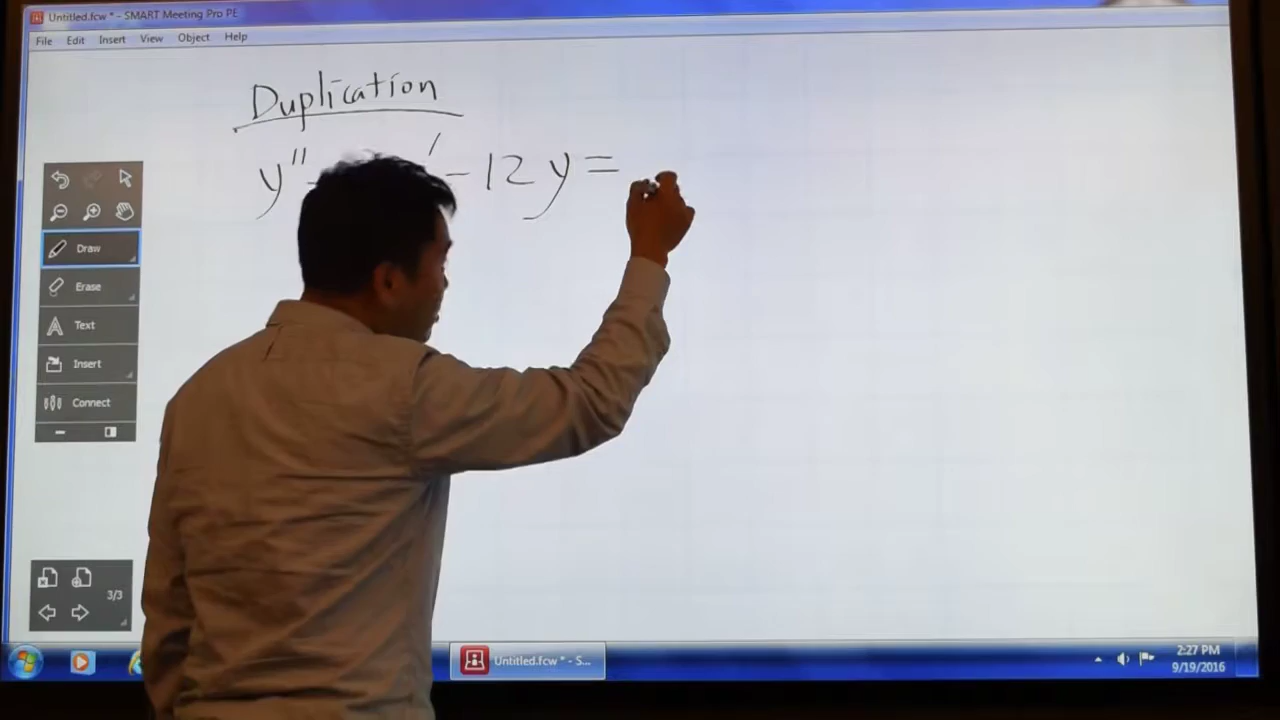 Untitled.fcw * - SMART Meeting Pro PE
File Edit Insert View Object Help
Duplication
y'' - ' - 12y =
Draw
Erase
Text
Insert
Connect
3/3
Untitled.fcw * - S...
2:27 PM
9/19/2016